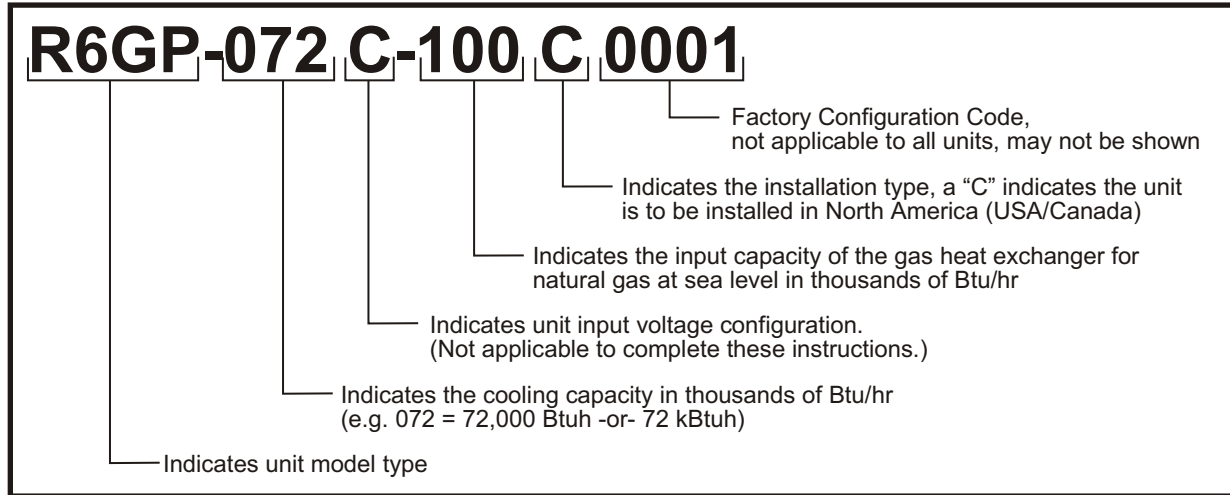 R6GP-072 C-100 C 0001
Factory Configuration Code,
not applicable to all units, may not be shown
Indicates the installation type, a “C” indicates the unit
is to be installed in North America (USA/Canada)
Indicates the input capacity of the gas heat exchanger for
natural gas at sea level in thousands of Btu/hr
Indicates unit input voltage configuration.
(Not applicable to complete these instructions.)
Indicates the cooling capacity in thousands of Btu/hr
(e.g. 072 = 72,000 Btuh -or- 72 kBtuh)
Indicates unit model type